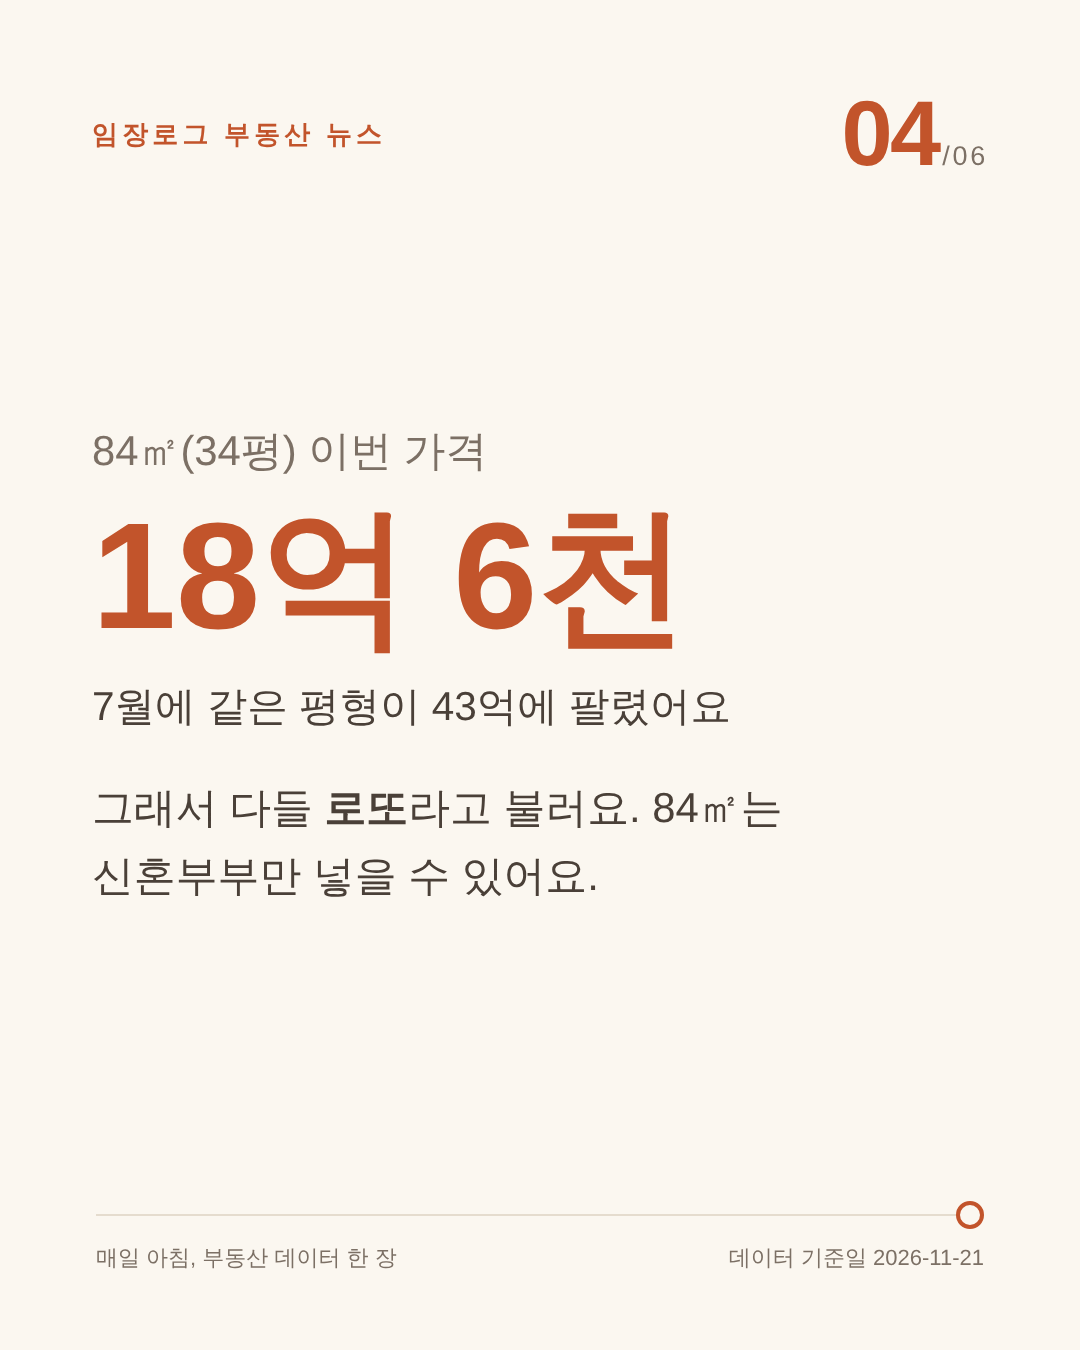 임장로그 부동산 뉴스
04/06
84㎡(34평) 이번 가격
18억 6천
7월에 같은 평형이 43억에 팔렸어요
그래서 다들 로또라고 불러요. 84㎡는
신혼부부만 넣을 수 있어요.
매일 아침, 부동산 데이터 한 장
데이터 기준일 2026-11-21